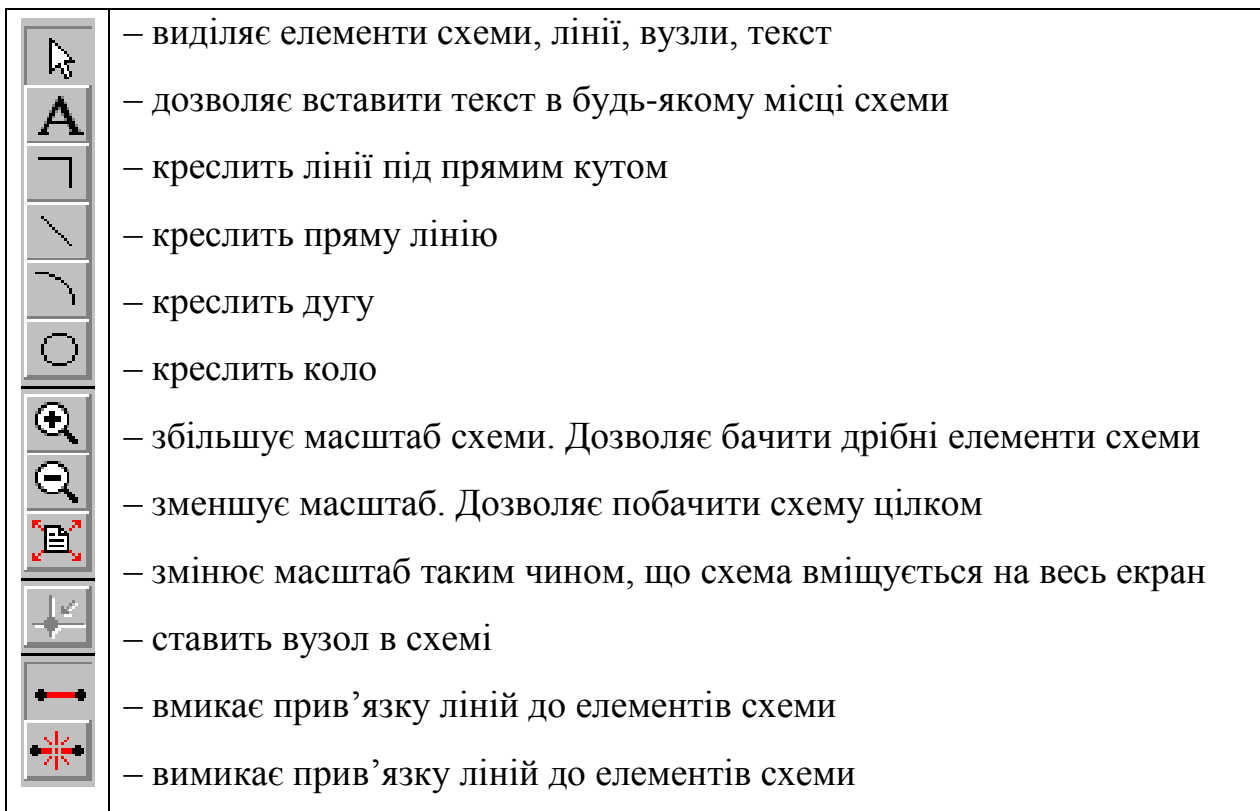 – виділяє елементи схеми, лінії, вузли, текст
A
– дозволяє вставити текст в будь-якому місці схеми
– креслить лінії під прямим кутом
– креслить пряму лінію
– креслить дугу
– креслить коло
– збільшує масштаб схеми. Дозволяє бачити дрібні елементи схеми
– зменшує масштаб. Дозволяє побачити схему цілком
– змінює масштаб таким чином, що схема вміщується на весь екран
– ставить вузол в схемі
– вмикає прив’язку ліній до елементів схеми
– вимикає прив’язку ліній до елементів схеми